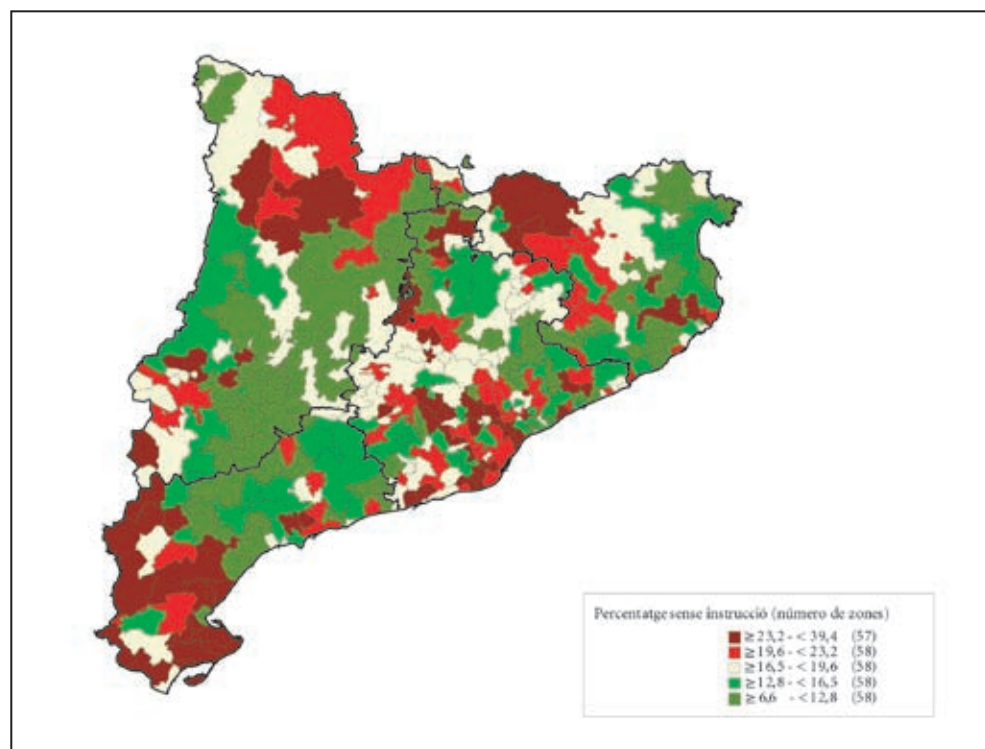 Percentatge sense instrucció (número de zones)
≥23,2 - < 39,4 (57)
≥19,6 - < 23,2 (58)
≥16,5 - < 19,6 (58)
≥12,8 - < 16,5 (58)
≥6,6 - <12,8 (58)